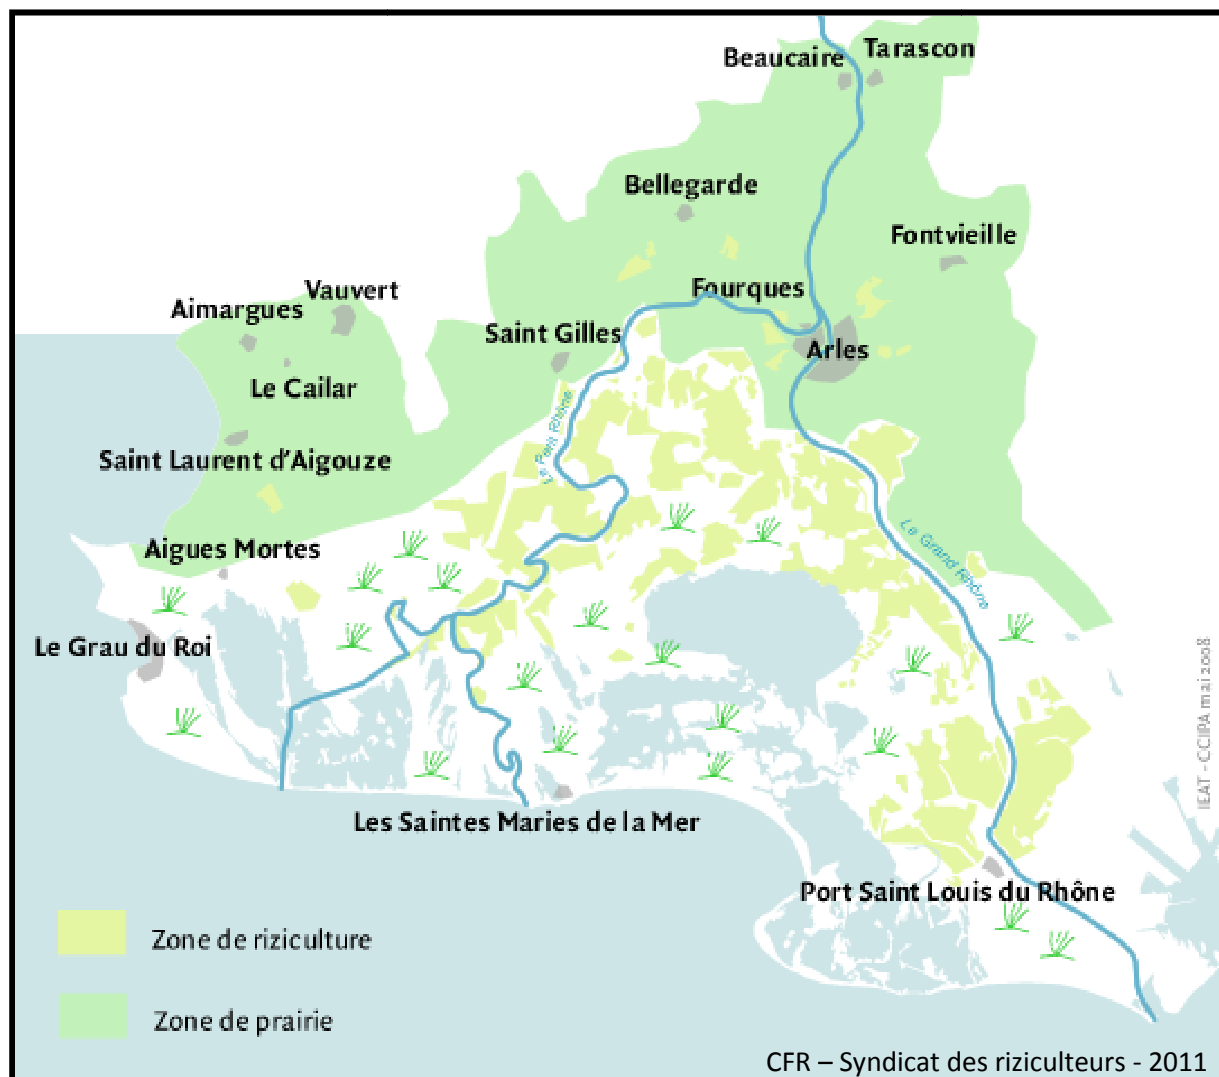 Tarascon
Beaucaire
Bellegarde
Fontvieille
Vauvert
Fourques
Aimargues
Saint Gilles
Arles
Le Cailar
Le Petit Rhône
Saint Laurent d'Aigouze
Aigues Mortes
Le Grand Rhône
Le Grau du Roi
IEAT - CCIPA mai 2008
Les Saintes Maries de la Mer
Port Saint Louis du Rhône
Zone de riziculture
Zone de prairie
CFR – Syndicat des riziculteurs - 2011